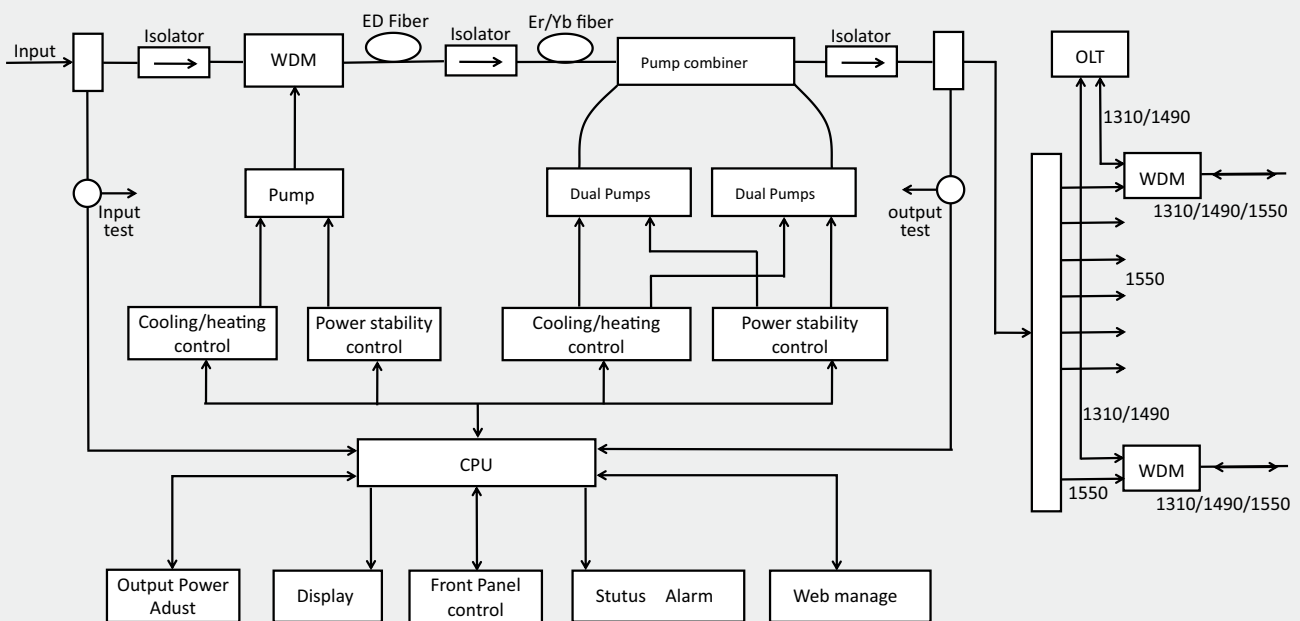 ED Fiber
Er/Yb fiber
Isolator
Isolator
Isolator
Input
WDM
Pump combiner
OLT
1310/1490
WDM
1310/1490/1550
Pump
Dual Pumps
Dual Pumps
Input
test
output
test
1550
Cooling/heating
control
Power stability
control
Cooling/heating
control
Power stability
control
1310/1490
CPU
WDM
1550
1310/1490/1550
Output Power
Adust
Display
Front Panel
control
Stutus Alarm
Web manage